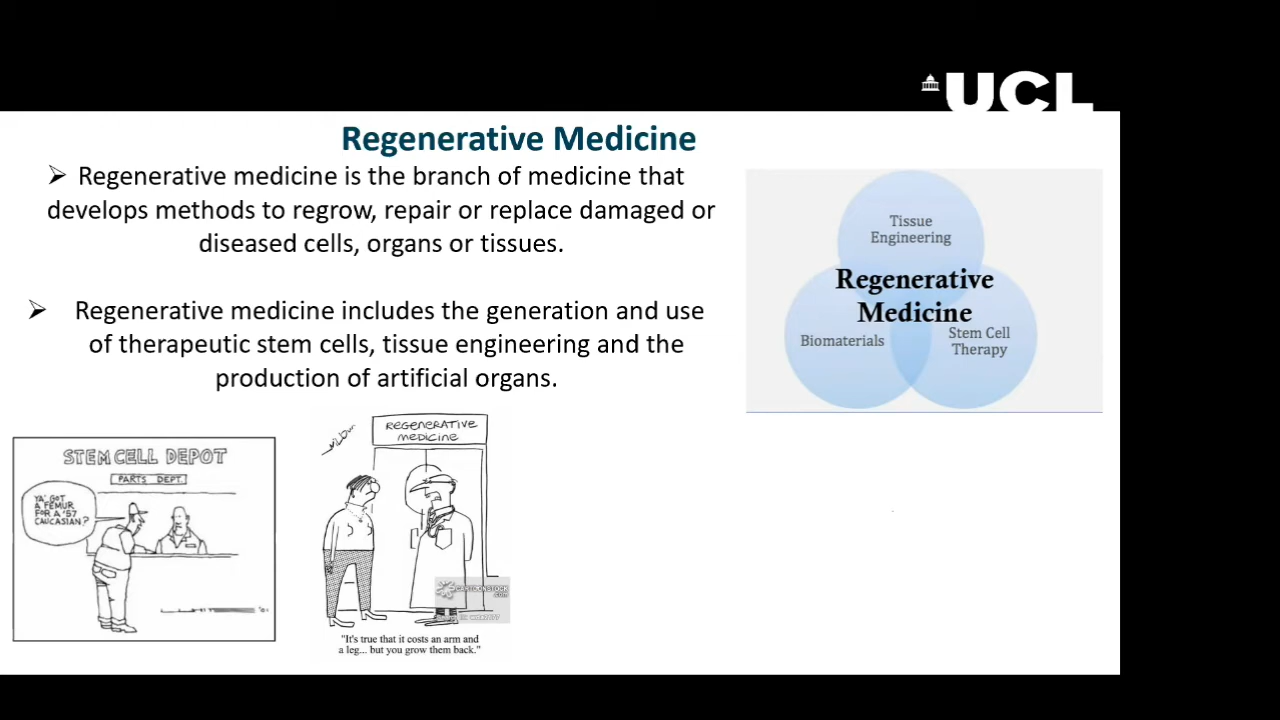 UCL
Regenerative Medicine
➢ Regenerative medicine is the branch of medicine that
develops methods to regrow, repair or replace damaged or
diseased cells, organs or tissues.
➢ Regenerative medicine includes the generation and use
of therapeutic stem cells, tissue engineering and the
production of artificial organs.
Tissue
Engineering
Regenerative
Medicine
Biomaterials
Stem Cell
Therapy
STEM CELL DEPOT
PARTS DEPT.
YA' GOT
A FEMUR
FOR A '57
CAUCASIAN?
REGENERATIVE
MEDICINE
CARTOONSTOCK
.com
"It's true that it costs an arm and
a leg... but you grow them back."